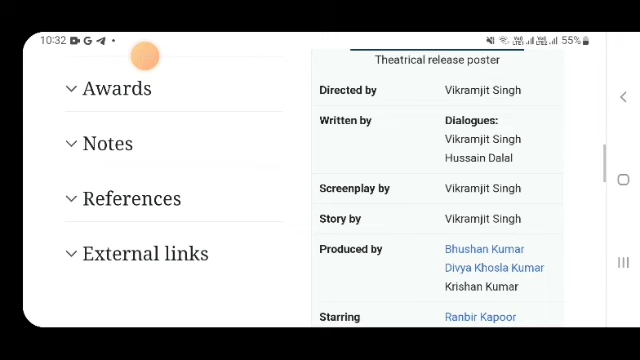 10:32
55%
Awards
Notes
References
External links
Theatrical release poster
Directed by Vikramjit Singh
Written by Dialogues:
Vikramjit Singh
Hussain Dalal
Screenplay by Vikramjit Singh
Story by Vikramjit Singh
Produced by Bhushan Kumar
Divya Khosla Kumar
Krishan Kumar
Starring Ranbir Kapoor